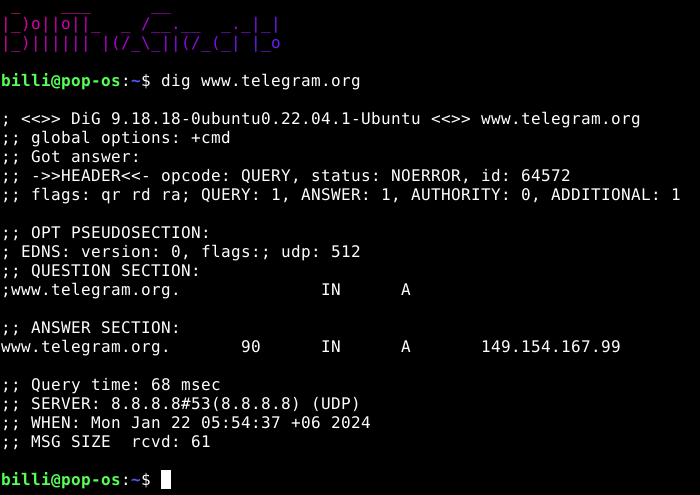 billi@pop-os:~$ dig www.telegram.org
; <<>> DiG 9.18.18-0ubuntu0.22.04.1-Ubuntu <<>> www.telegram.org
;; global options: +cmd
;; Got answer:
;; ->>HEADER<<- opcode: QUERY, status: NOERROR, id: 64572
;; flags: qr rd ra; QUERY: 1, ANSWER: 1, AUTHORITY: 0, ADDITIONAL: 1
;; OPT PSEUDOSECTION:
; EDNS: version: 0, flags:; udp: 512
;; QUESTION SECTION:
;www.telegram.org. IN A
;; ANSWER SECTION:
www.telegram.org. 90 IN A 149.154.167.99
;; Query time: 68 msec
;; SERVER: 8.8.8.8#53(8.8.8.8) (UDP)
;; WHEN: Mon Jan 22 05:54:37 +06 2024
;; MSG SIZE rcvd: 61
billi@pop-os:~$